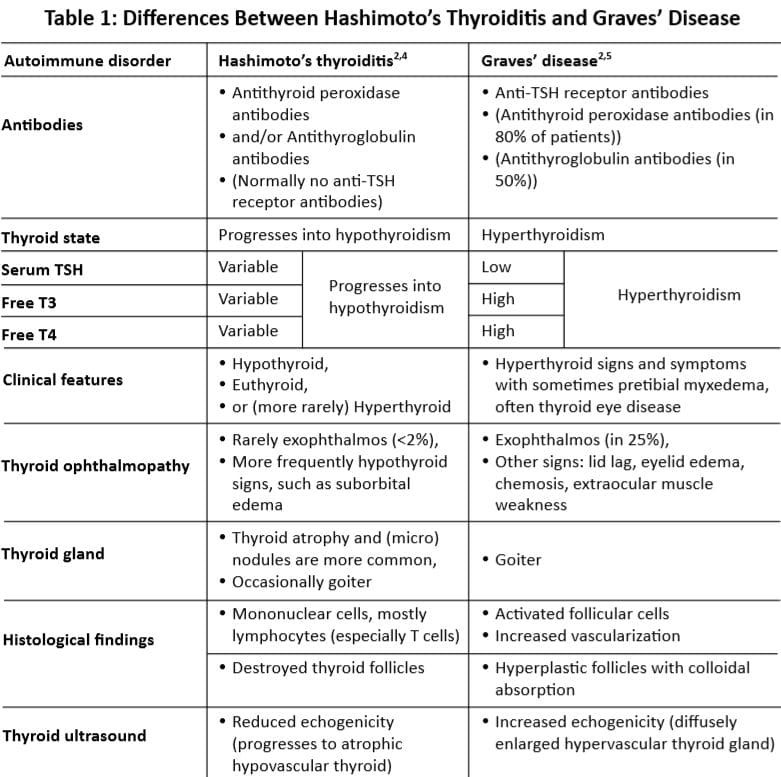 Table 1: Differences Between Hashimoto's Thyroiditis and Graves' Disease
Autoimmune disorder
Hashimoto's thyroiditis2,4
Graves' disease2,5
Antibodies
• Antithyroid peroxidase
antibodies
• and/or Antithyroglobulin
antibodies
• (Normally no anti-TSH
receptor antibodies)
• Anti-TSH receptor antibodies
• (Antithyroid peroxidase antibodies (in
80% of patients))
• (Antithyroglobulin antibodies (in
50%))
Thyroid state
Progresses into hypothyroidism
Hyperthyroidism
Serum TSH
Variable
Low
Free T3
Variable
High
Free T4
Variable
High
Progresses into
hypothyroidism
Hyperthyroidism
Clinical features
• Hypothyroid,
• Euthyroid,
• or (more rarely) Hyperthyroid
• Hyperthyroid signs and symptoms
with sometimes pretibial myxedema,
often thyroid eye disease
Thyroid ophthalmopathy
• Rarely exophthalmos (<2%),
• More frequently hypothyroid
signs, such as suborbital
edema
• Exophthalmos (in 25%),
• Other signs: lid lag, eyelid edema,
chemosis, extraocular muscle
weakness
Thyroid gland
• Thyroid atrophy and (micro)
nodules are more common,
• Occasionally goiter
• Goiter
Histological findings
• Mononuclear cells, mostly
lymphocytes (especially T cells)
• Activated follicular cells
• Increased vascularization
• Destroyed thyroid follicles
• Hyperplastic follicles with colloidal
absorption
Thyroid ultrasound
• Reduced echogenicity
(progresses to atrophic
hypovascular thyroid)
• Increased echogenicity (diffusely
enlarged hypervascular thyroid gland)